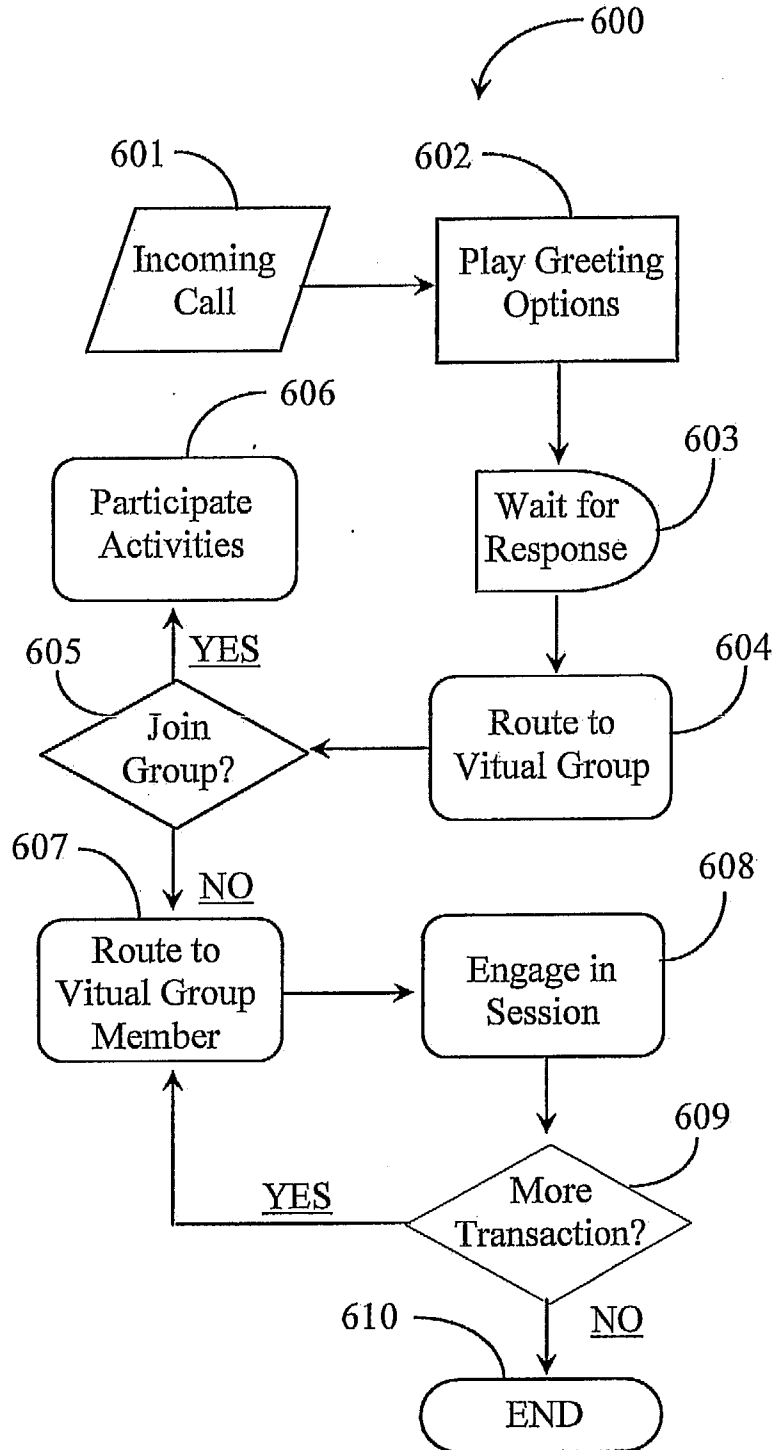 600
601
602
Incoming
Call
Play Greeting
Options
606
603
Participate
Activities
Wait for
Response
605
YES
604
Join
Group?
Route to
Vitual Group
607
NO
608
Route to
Vitual Group
Member
Engage in
Session
609
YES
More
Transaction?
610
NO
END